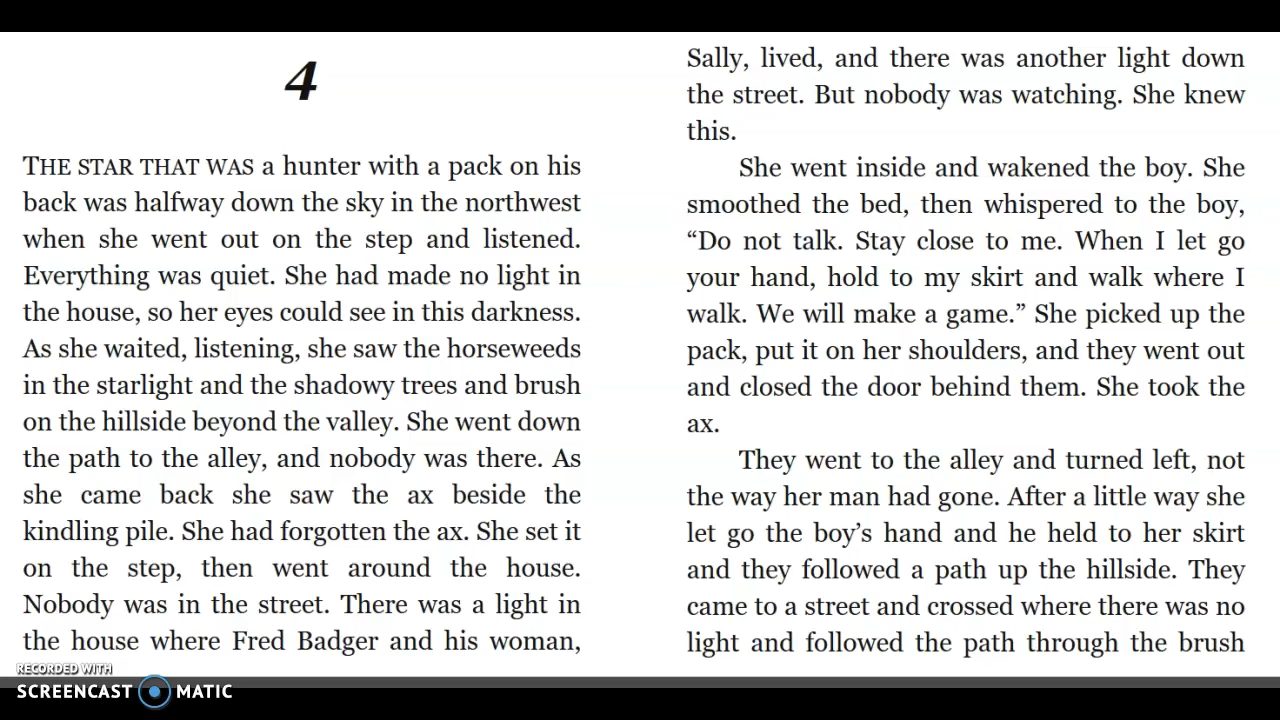 4
THE STAR THAT WAS a hunter with a pack on his
back was halfway down the sky in the northwest
when she went out on the step and listened.
Everything was quiet. She had made no light in
the house, so her eyes could see in this darkness.
As she waited, listening, she saw the horseweeds
in the starlight and the shadowy trees and brush
on the hillside beyond the valley. She went down
the path to the alley, and nobody was there. As
she came back she saw the ax beside the
kindling pile. She had forgotten the ax. She set it
on the step, then went around the house.
Nobody was in the street. There was a light in
the house where Fred Badger and his woman,
Sally, lived, and there was another light down
the street. But nobody was watching. She knew
this.
She went inside and wakened the boy. She
smoothed the bed, then whispered to the boy,
“Do not talk. Stay close to me. When I let go
your hand, hold to my skirt and walk where I
walk. We will make a game.” She picked up the
pack, put it on her shoulders, and they went out
and closed the door behind them. She took the
ax.
They went to the alley and turned left, not
the way her man had gone. After a little way she
let go the boy’s hand and he held to her skirt
and they followed a path up the hillside. They
came to a street and crossed where there was no
light and followed the path through the brush
RECORDED WITH
SCREENCAST MATIC